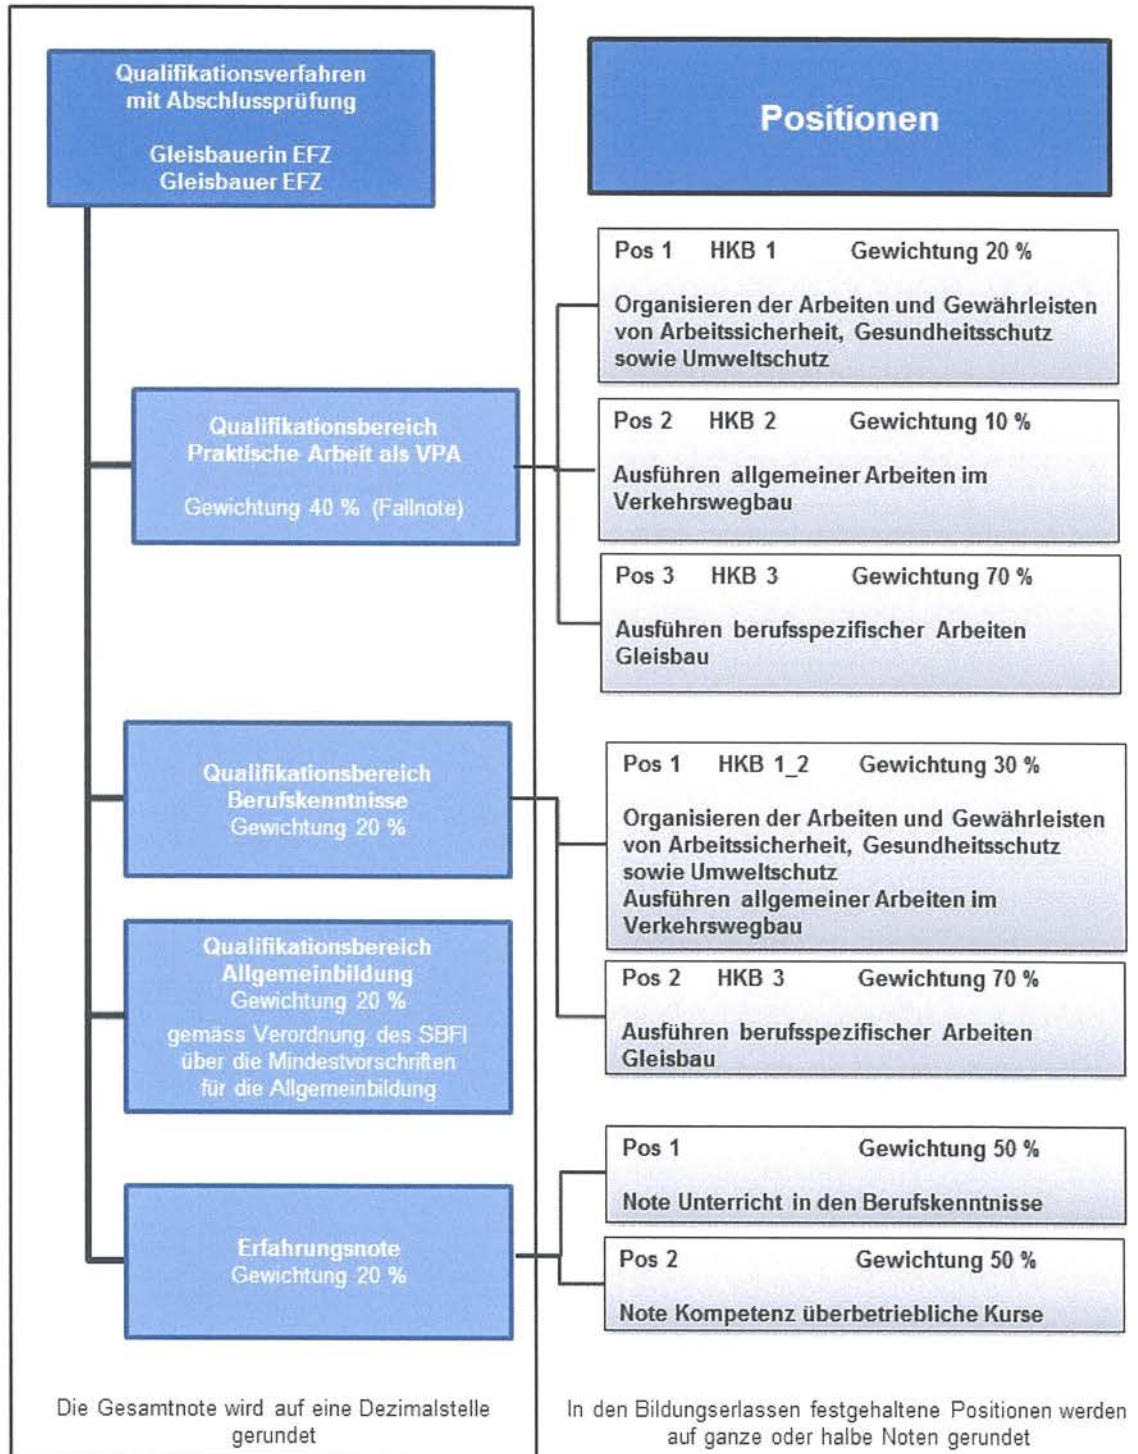 Qualifikationsverfahren
mit Abschlussprüfung
Gleisbauerin EFZ
Gleisbauer EFZ
Positionen
Pos 1 HKB 1 Gewichtung 20 %
Organisieren der Arbeiten und Gewährleisten
von Arbeitssicherheit, Gesundheitsschutz
sowie Umweltschutz
Qualifikationsbereich
Praktische Arbeit als VPA
Gewichtung 40 % (Fallnote)
Pos 2 HKB 2 Gewichtung 10 %
Ausführen allgemeiner Arbeiten im
Verkehrswegbau
Pos 3 HKB 3 Gewichtung 70 %
Ausführen berufsspezifischer Arbeiten
Gleisbau
Qualifikationsbereich
Berufskenntnisse
Gewichtung 20 %
Pos 1 HKB 1_2 Gewichtung 30 %
Organisieren der Arbeiten und Gewährleisten
von Arbeitssicherheit, Gesundheitsschutz
sowie Umweltschutz
Ausführen allgemeiner Arbeiten im
Verkehrswegbau
Pos 2 HKB 3 Gewichtung 70 %
Ausführen berufsspezifischer Arbeiten
Gleisbau
Qualifikationsbereich
Allgemeinbildung
Gewichtung 20 %
gemäss Verordnung des SBFI
über die Mindestvorschriften
für die Allgemeinbildung
Erfahrungsnote
Gewichtung 20 %
Pos 1 Gewichtung 50 %
Note Unterricht in den Berufskenntnisse
Pos 2 Gewichtung 50 %
Note Kompetenz überbetriebliche Kurse
Die Gesamtnote wird auf eine Dezimalstelle
gerundet
In den Bildungserlassen festgehaltene Positionen werden
auf ganze oder halbe Noten gerundet